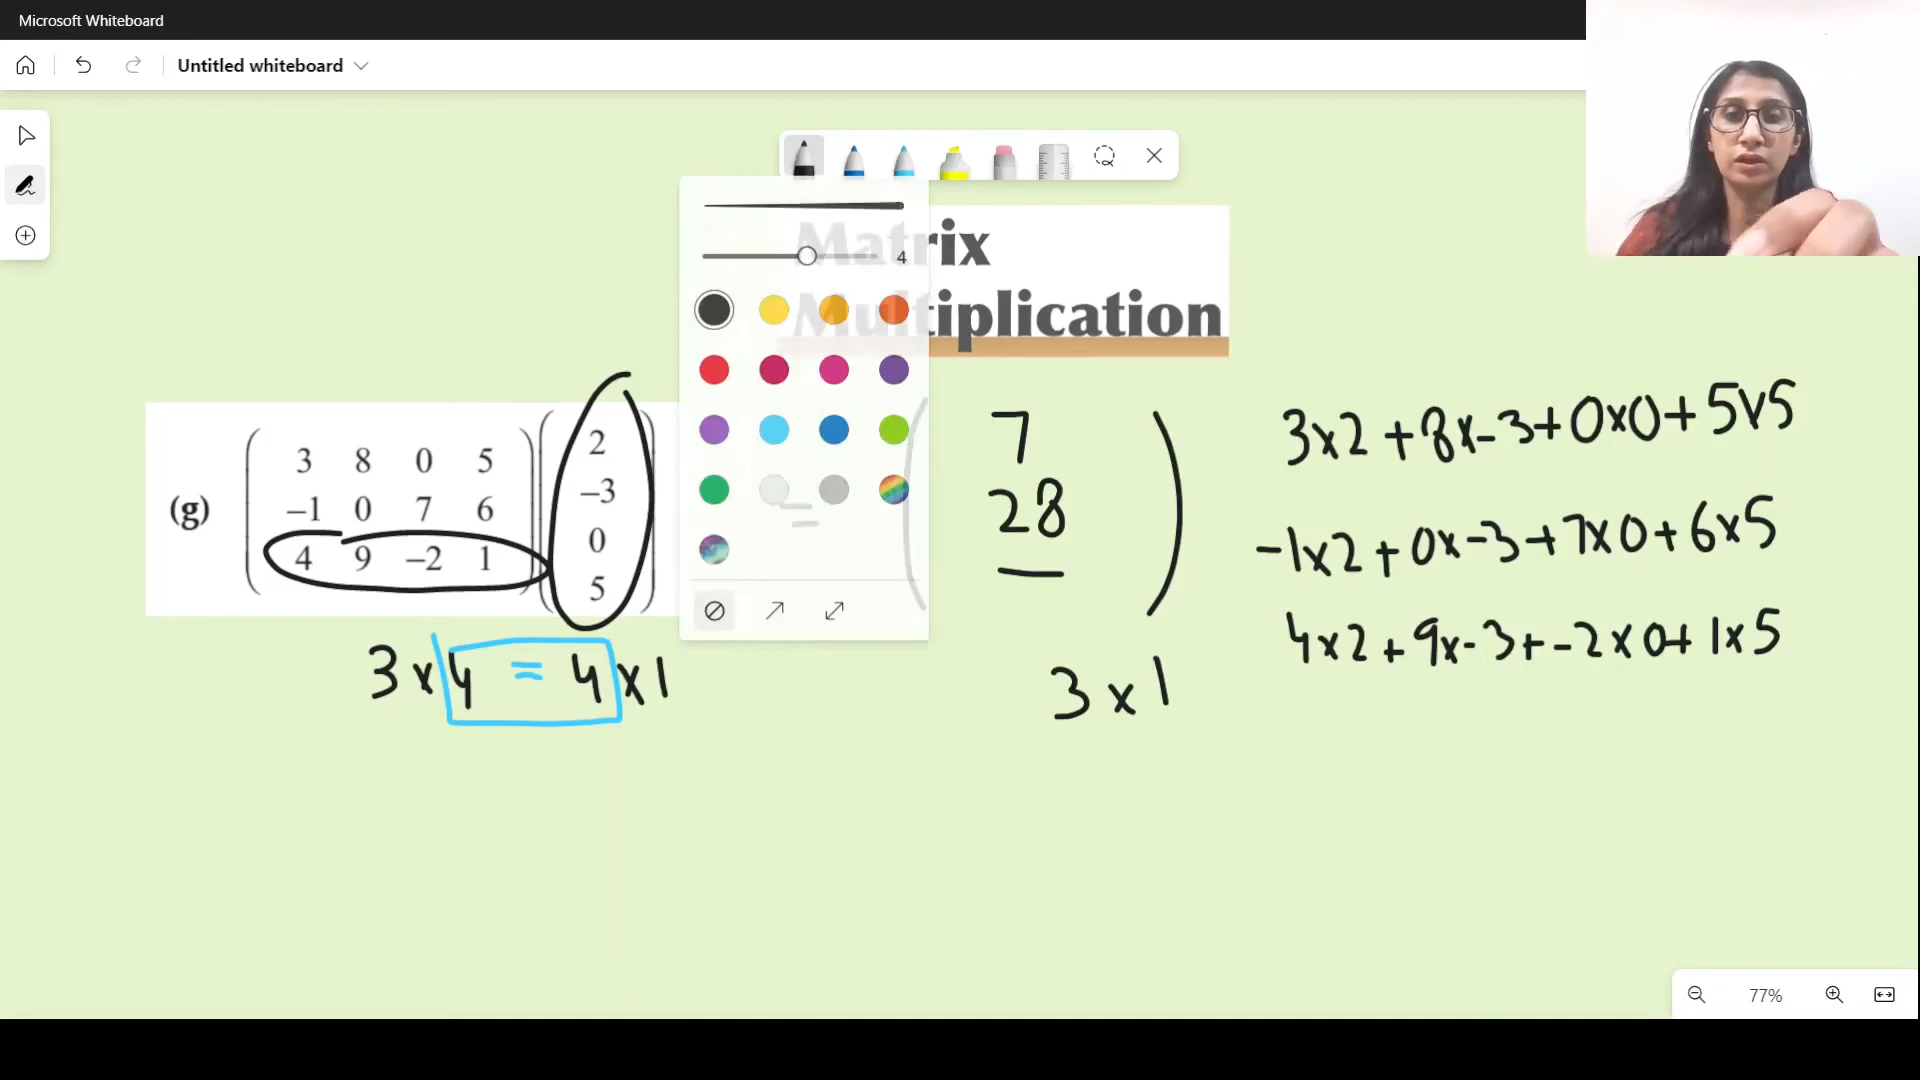 Microsoft Whiteboard
Untitled whiteboard
Matrix
Multiplication
4
(g)
3 8 0 5
-1 0 7 6
4 9 -2 1
2
-3
0
5
=
7
28
3x2 + 8x-3+0x0+5x5
-1x2+0x-3+7x0+6x5
4x2+9x-3+-2x0+1x5
3x4 = 4x1
3x1
77%